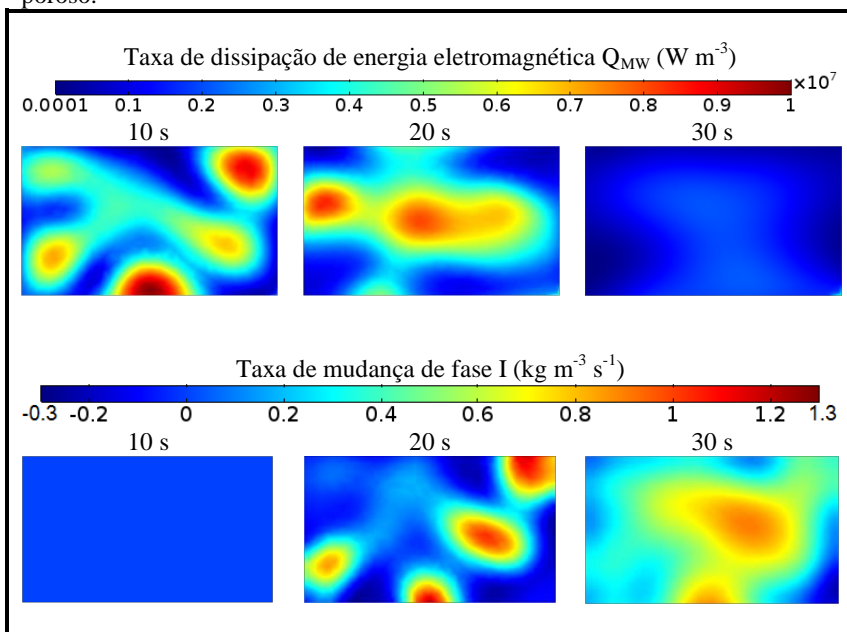 poroso.
Taxa de dissipação de energia eletromagnética Q_MW (W m⁻³)
×10⁷
0.0001 0.1 0.2 0.3 0.4 0.5 0.6 0.7 0.8 0.9 1
10 s 20 s 30 s
Taxa de mudança de fase I (kg m⁻³ s⁻¹)
-0.3 -0.2 0 0.2 0.4 0.6 0.8 1 1.2 1.3
10 s 20 s 30 s